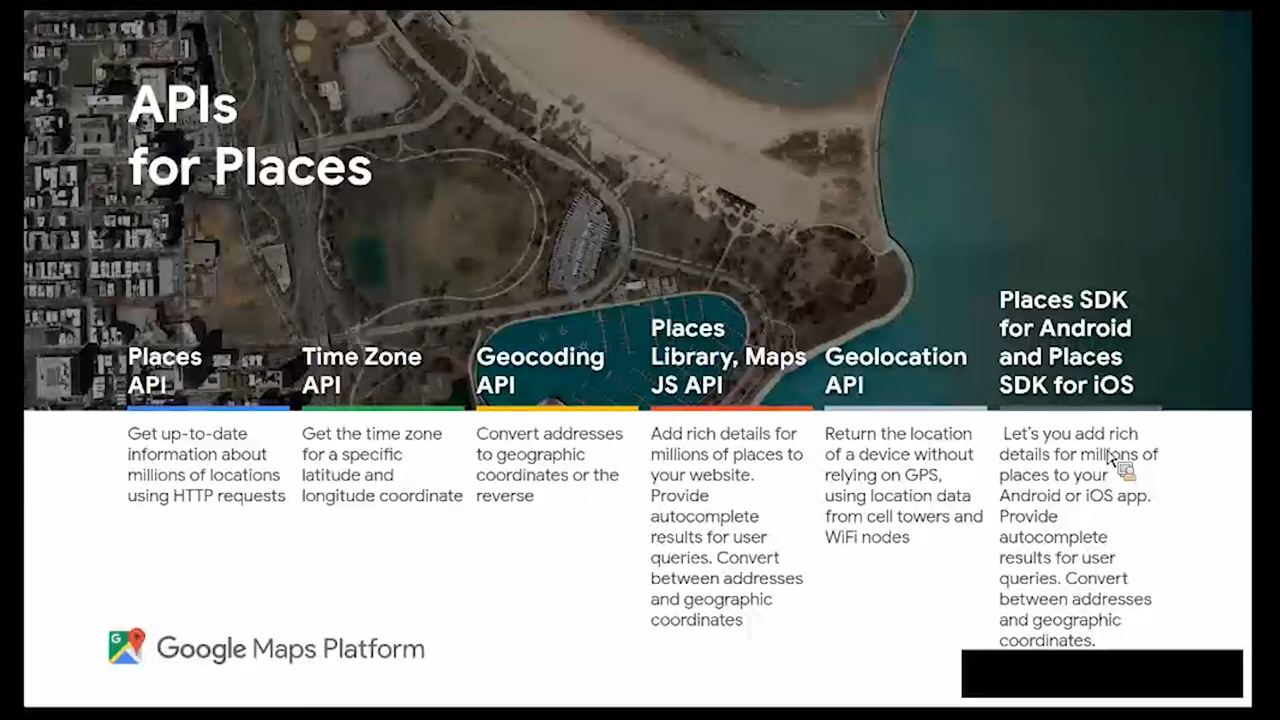 APIs
for Places
Places
API
Get up-to-date
information about
millions of locations
using HTTP requests
Time Zone
API
Get the time zone
for a specific
latitude and
longitude coordinate
Geocoding
API
Convert addresses
to geographic
coordinates or the
reverse
Places
Library, Maps
JS API
Add rich details for
millions of places to
your website.
Provide
autocomplete
results for user
queries. Convert
between addresses
and geographic
coordinates
Geolocation
API
Return the location
of a device without
relying on GPS,
using location data
from cell towers and
WiFi nodes
Places SDK
for Android
and Places
SDK for iOS
Let's you add rich
details for millions of
places to your
Android or iOS app.
Provide
autocomplete
results for user
queries. Convert
between addresses
and geographic
coordinates.
G
Google Maps Platform